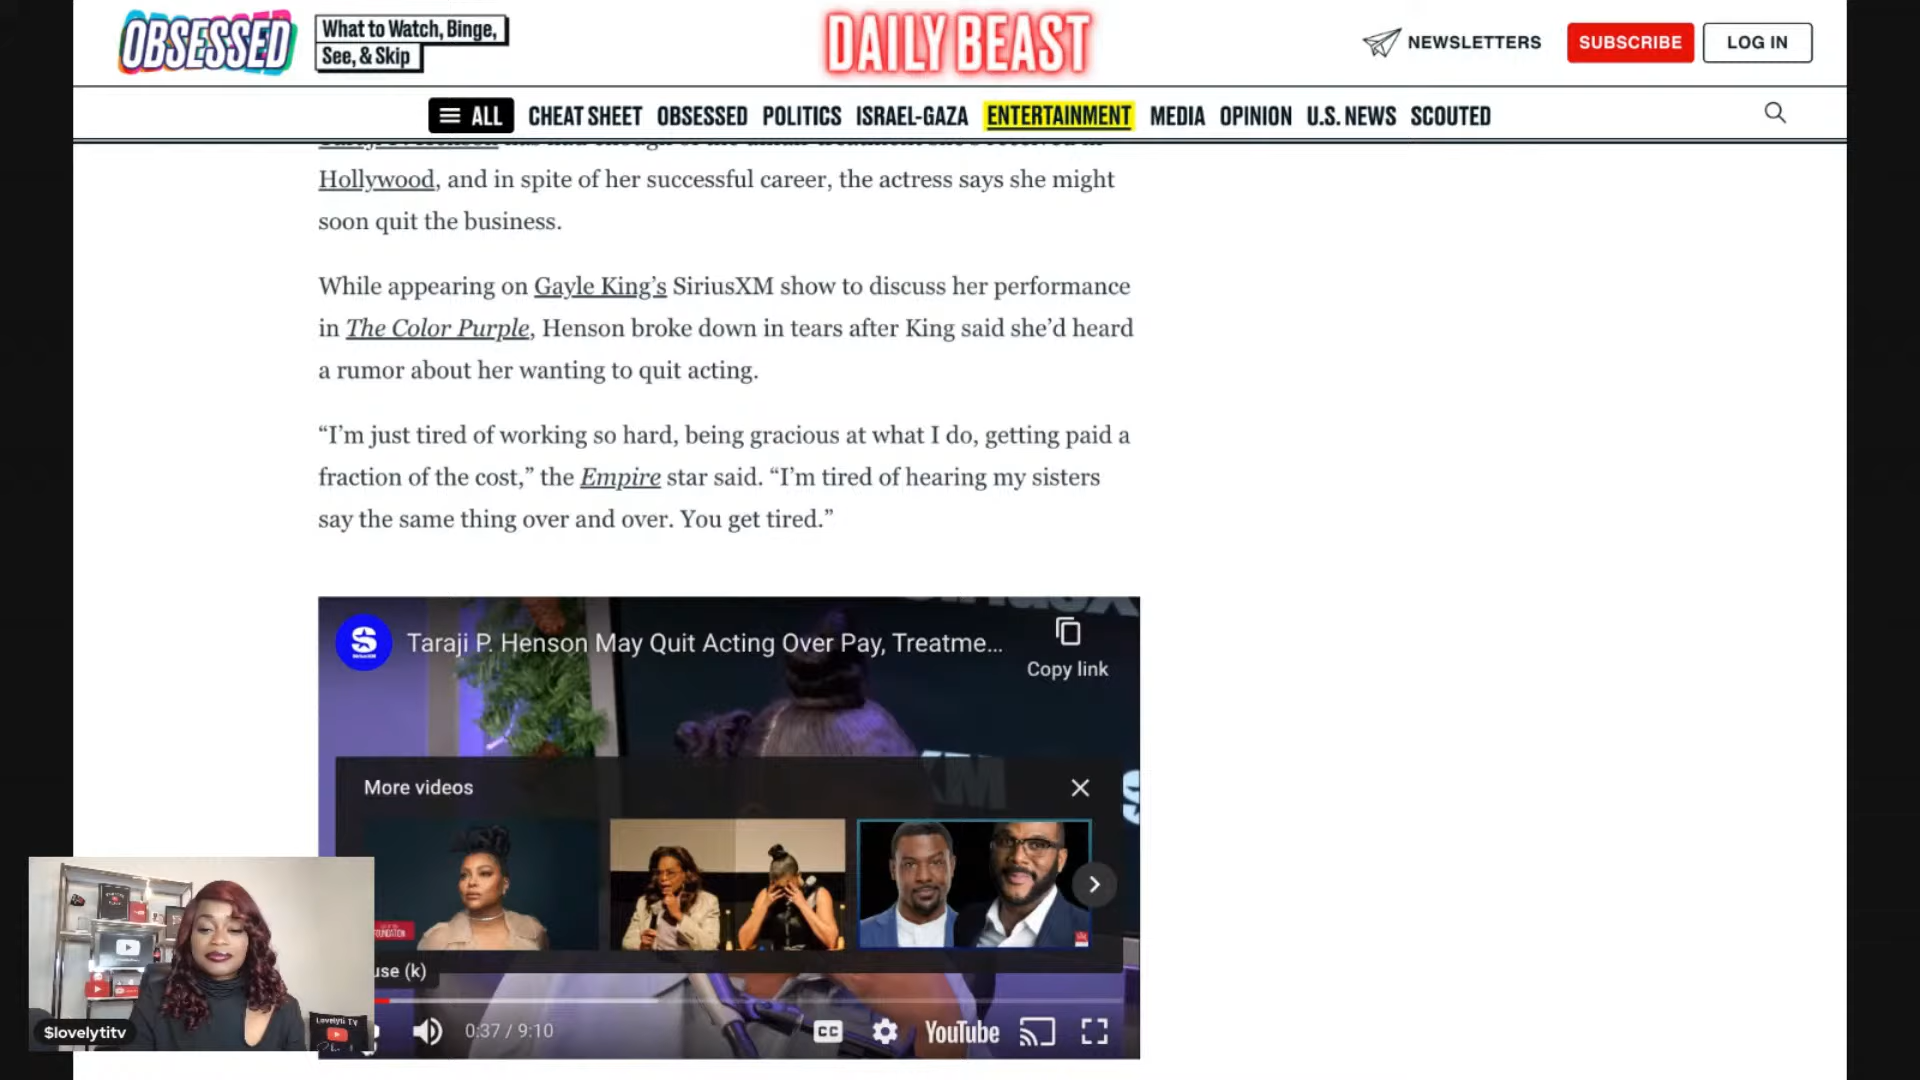 OBSESSED
What to Watch, Binge,
See, & Skip
DAILY BEAST
NEWSLETTERS
SUBSCRIBE
LOG IN
ALL
CHEAT SHEET
OBSESSED
POLITICS
ISRAEL-GAZA
ENTERTAINMENT
MEDIA
OPINION
U.S. NEWS
SCOUTED
Hollywood, and in spite of her successful career, the actress says she might
soon quit the business.
While appearing on Gayle King’s SiriusXM show to discuss her performance
in The Color Purple, Henson broke down in tears after King said she’d heard
a rumor about her wanting to quit acting.
“I’m just tired of working so hard, being gracious at what I do, getting paid a
fraction of the cost,” the Empire star said. “I’m tired of hearing my sisters
say the same thing over and over. You get tired.”
Taraji P. Henson May Quit Acting Over Pay, Treatme...
Copy link
More videos
use (k)
0:37 / 9:10
CC
YouTube
$lovelytitv
Lovelyti TV